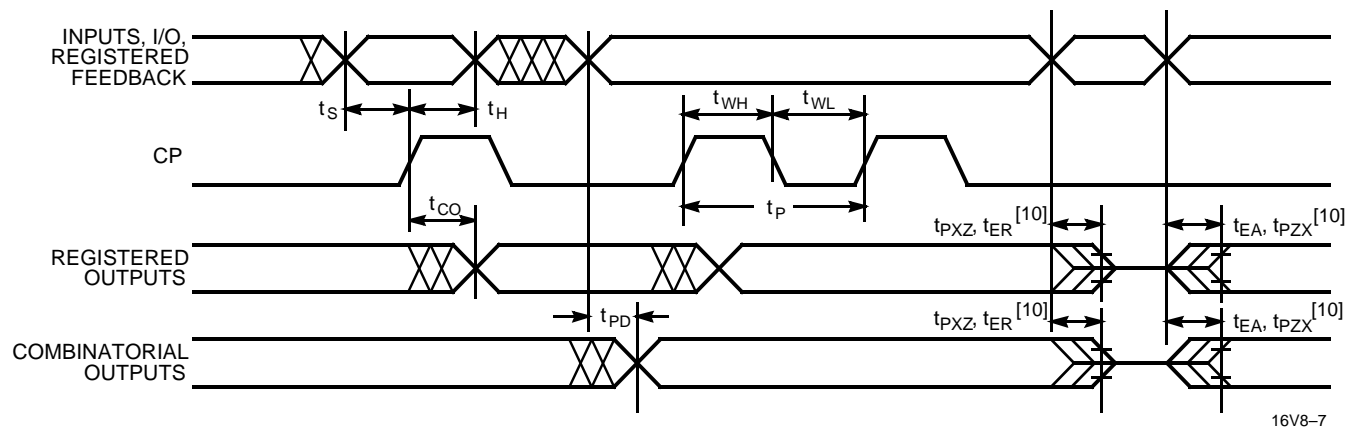 INPUTS, I/O,
REGISTERED
FEEDBACK
tS
tH
tWH
tWL
CP
tCO
tP
tPXZ, tER [10]
tEA, tPZX [10]
REGISTERED
OUTPUTS
tPD
tPXZ, tER [10]
tEA, tPZX [10]
COMBINATORIAL
OUTPUTS
16V8–7